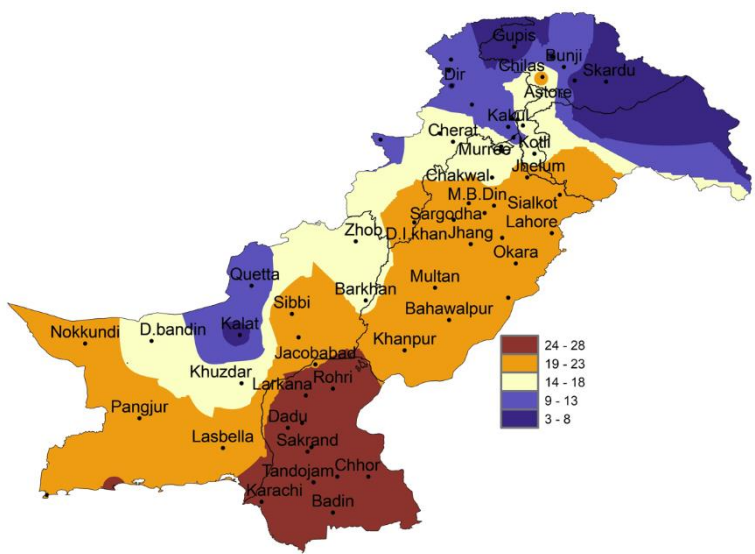 Gupis
Bunji
Dir
Chilas
Skardu
Astore
Kakul
Cherat
Murree
Kotli
Chakwal
Jhelum
M.B.Din
Sialkot
Sargodha
Lahore
Zhob
D.I.khan
Jhang
Okara
Quetta
Multan
Barkhan
Sibbi
Bahawalpur
Nokkundi
D.bandin
Kalat
Khanpur
Jacobabad
Khuzdar
Larkana
Rohri
Pangjur
Dadu
Lasbella
Sakrand
Tandojam
Chhor
Karachi
Badin
24 - 28
19 - 23
14 - 18
9 - 13
3 - 8